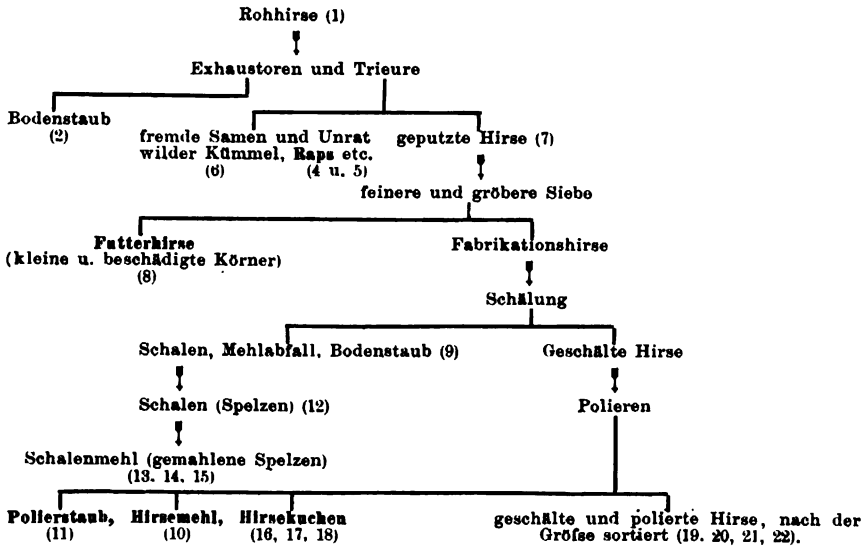 Rohhirse (1)
Exhaustoren und Trieure
Bodenstaub
(2)
fremde Samen und Unrat
wilder Kümmel, Raps etc.
(6) (4 u. 5)
geputzte Hirse (7)
feinere und gröbere Siebe
Futterhirse
(kleine u. beschädigte Körner)
(8)
Fabrikationshirse
Schälung
Schalen, Mehlabfall, Bodenstaub (9)
Geschälte Hirse
Schalen (Spelzen) (12)
Polieren
Schalenmehl (gemahlene Spelzen)
(13. 14. 15)
Polierstaub, Hirsemehl, Hirsekuchen
(11) (10) (16, 17, 18)
geschälte und polierte Hirse, nach der
Größe sortiert (19. 20, 21, 22).